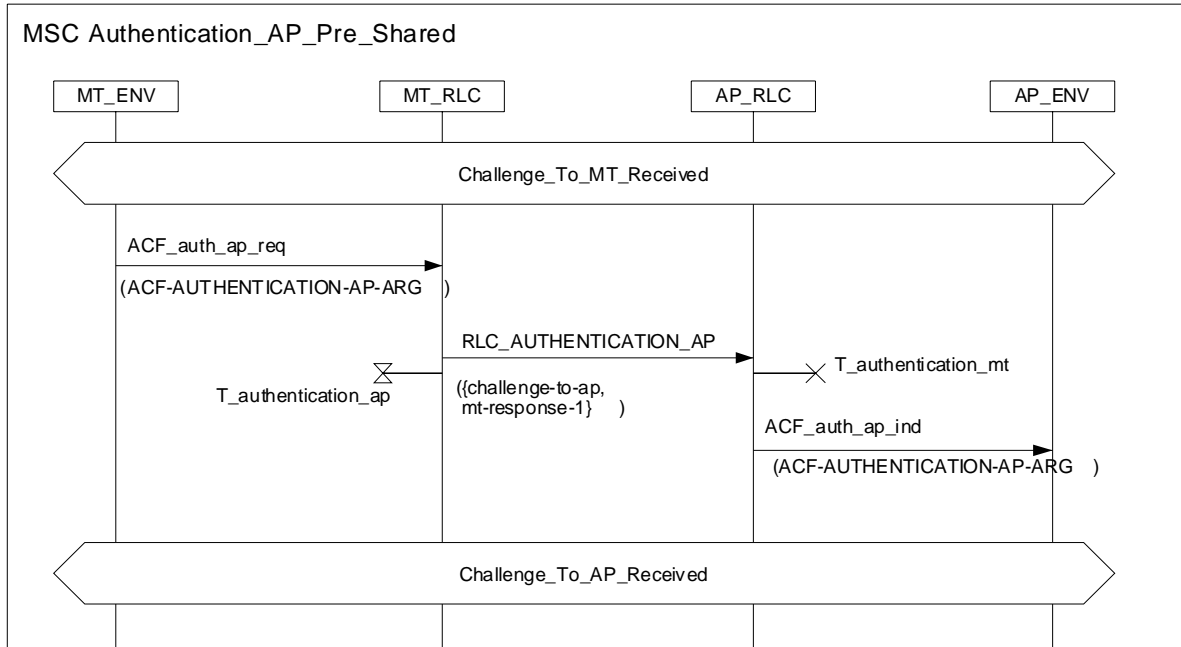 MSC Authentication_AP_Pre_Shared
MT_ENV MT_RLC AP_RLC AP_ENV
Challenge_To_MT_Received
ACF_auth_ap_req
(ACF-AUTHENTICATION-AP-ARG )
RLC_AUTHENTICATION_AP
T_authentication_mt
T_authentication_ap
({challenge-to-ap,
mt-response-1} )
ACF_auth_ap_ind
(ACF-AUTHENTICATION-AP-ARG )
Challenge_To_AP_Received